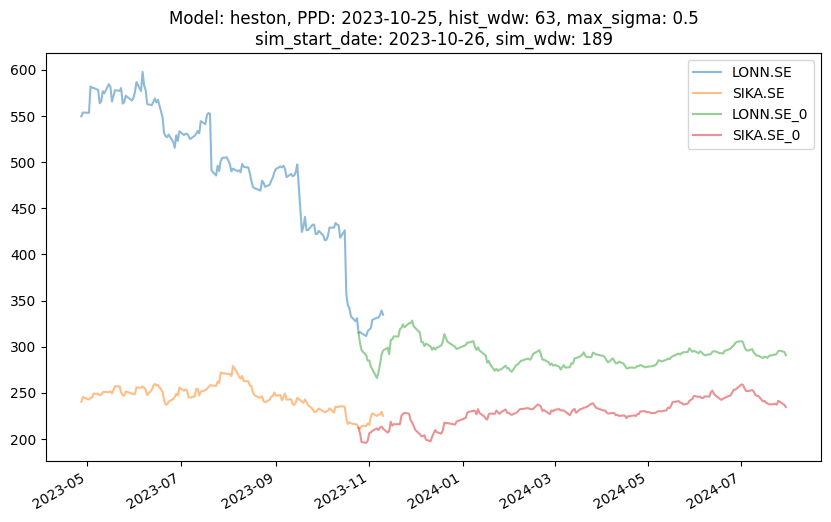 Model: heston, PPD: 2023-10-25, hist_wdw: 63, max_sigma: 0.5
sim_start_date: 2023-10-26, sim_wdw: 189
LONN.SE
SIKA.SE
LONN.SE_0
SIKA.SE_0
600
550
500
450
400
350
300
250
200
2023-05
2023-07
2023-09
2023-11
2024-01
2024-03
2024-05
2024-07